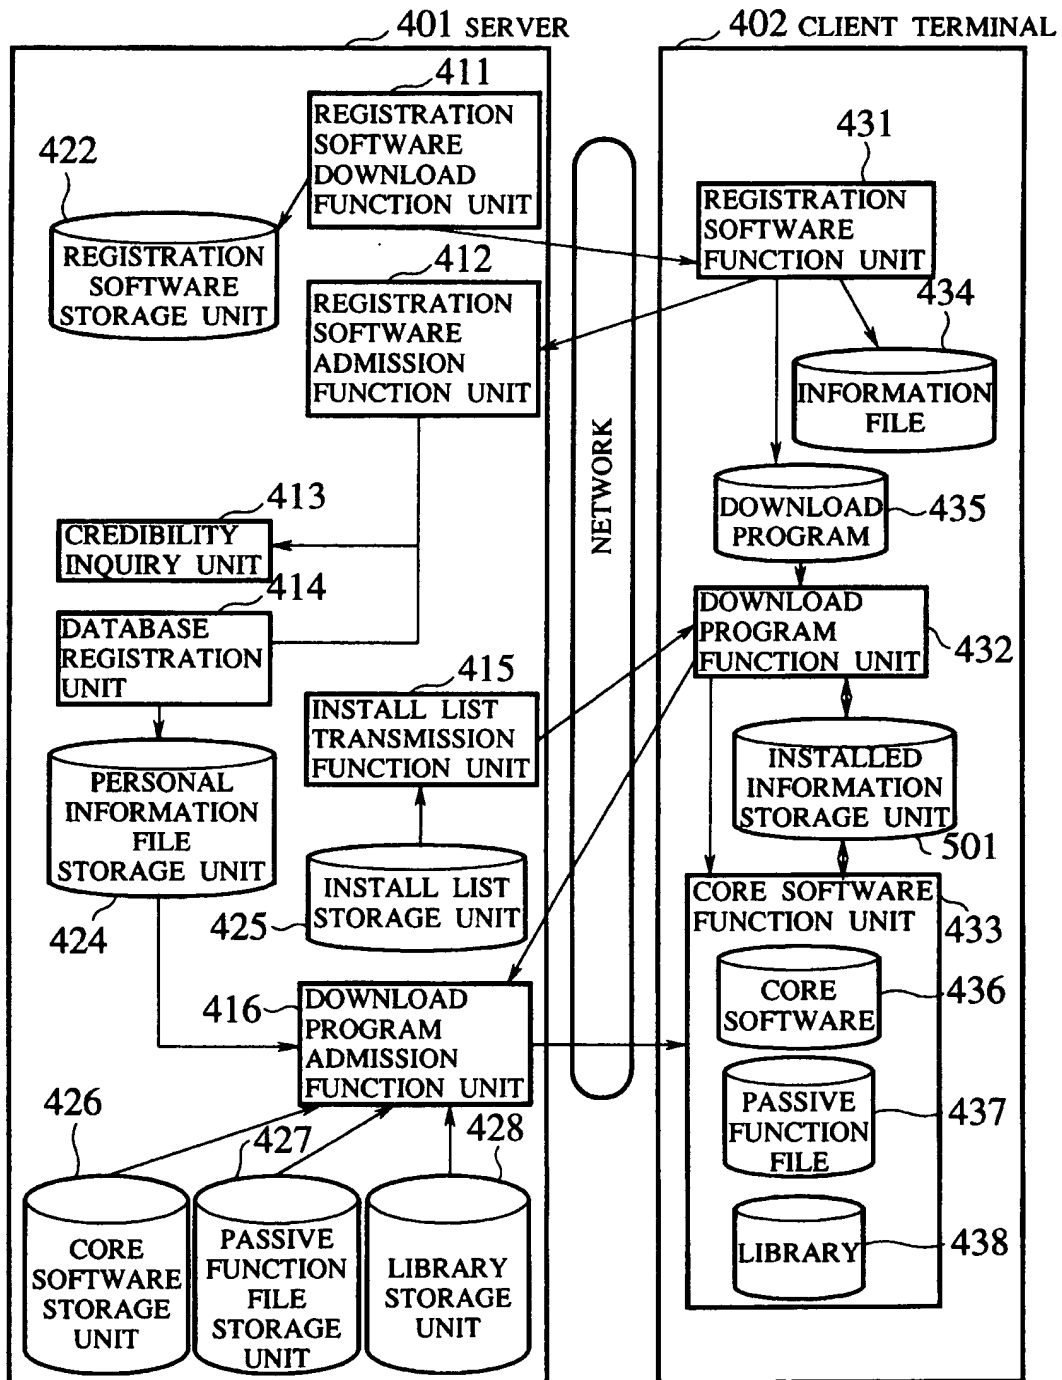 401 SERVER
402 CLIENT TERMINAL
411
REGISTRATION
SOFTWARE
DOWNLOAD
FUNCTION UNIT
422
REGISTRATION
SOFTWARE
STORAGE UNIT
412
REGISTRATION
SOFTWARE
ADMISSION
FUNCTION UNIT
413
CREDIBILITY
INQUIRY UNIT
414
DATABASE
REGISTRATION
UNIT
415
INSTALL LIST
TRANSMISSION
FUNCTION UNIT
PERSONAL
INFORMATION
FILE
STORAGE UNIT
424
INSTALL LIST
STORAGE UNIT
425
416
DOWNLOAD
PROGRAM
ADMISSION
FUNCTION UNIT
426
CORE
SOFTWARE
STORAGE
UNIT
427
PASSIVE
FUNCTION
FILE
STORAGE
UNIT
428
LIBRARY
STORAGE
UNIT
NETWORK
431
REGISTRATION
SOFTWARE
FUNCTION UNIT
434
INFORMATION
FILE
DOWNLOAD
PROGRAM
435
DOWNLOAD
PROGRAM
FUNCTION UNIT
432
INSTALLED
INFORMATION
STORAGE UNIT
501
CORE SOFTWARE
FUNCTION UNIT
433
CORE
SOFTWARE
436
PASSIVE
FUNCTION
FILE
437
LIBRARY
438